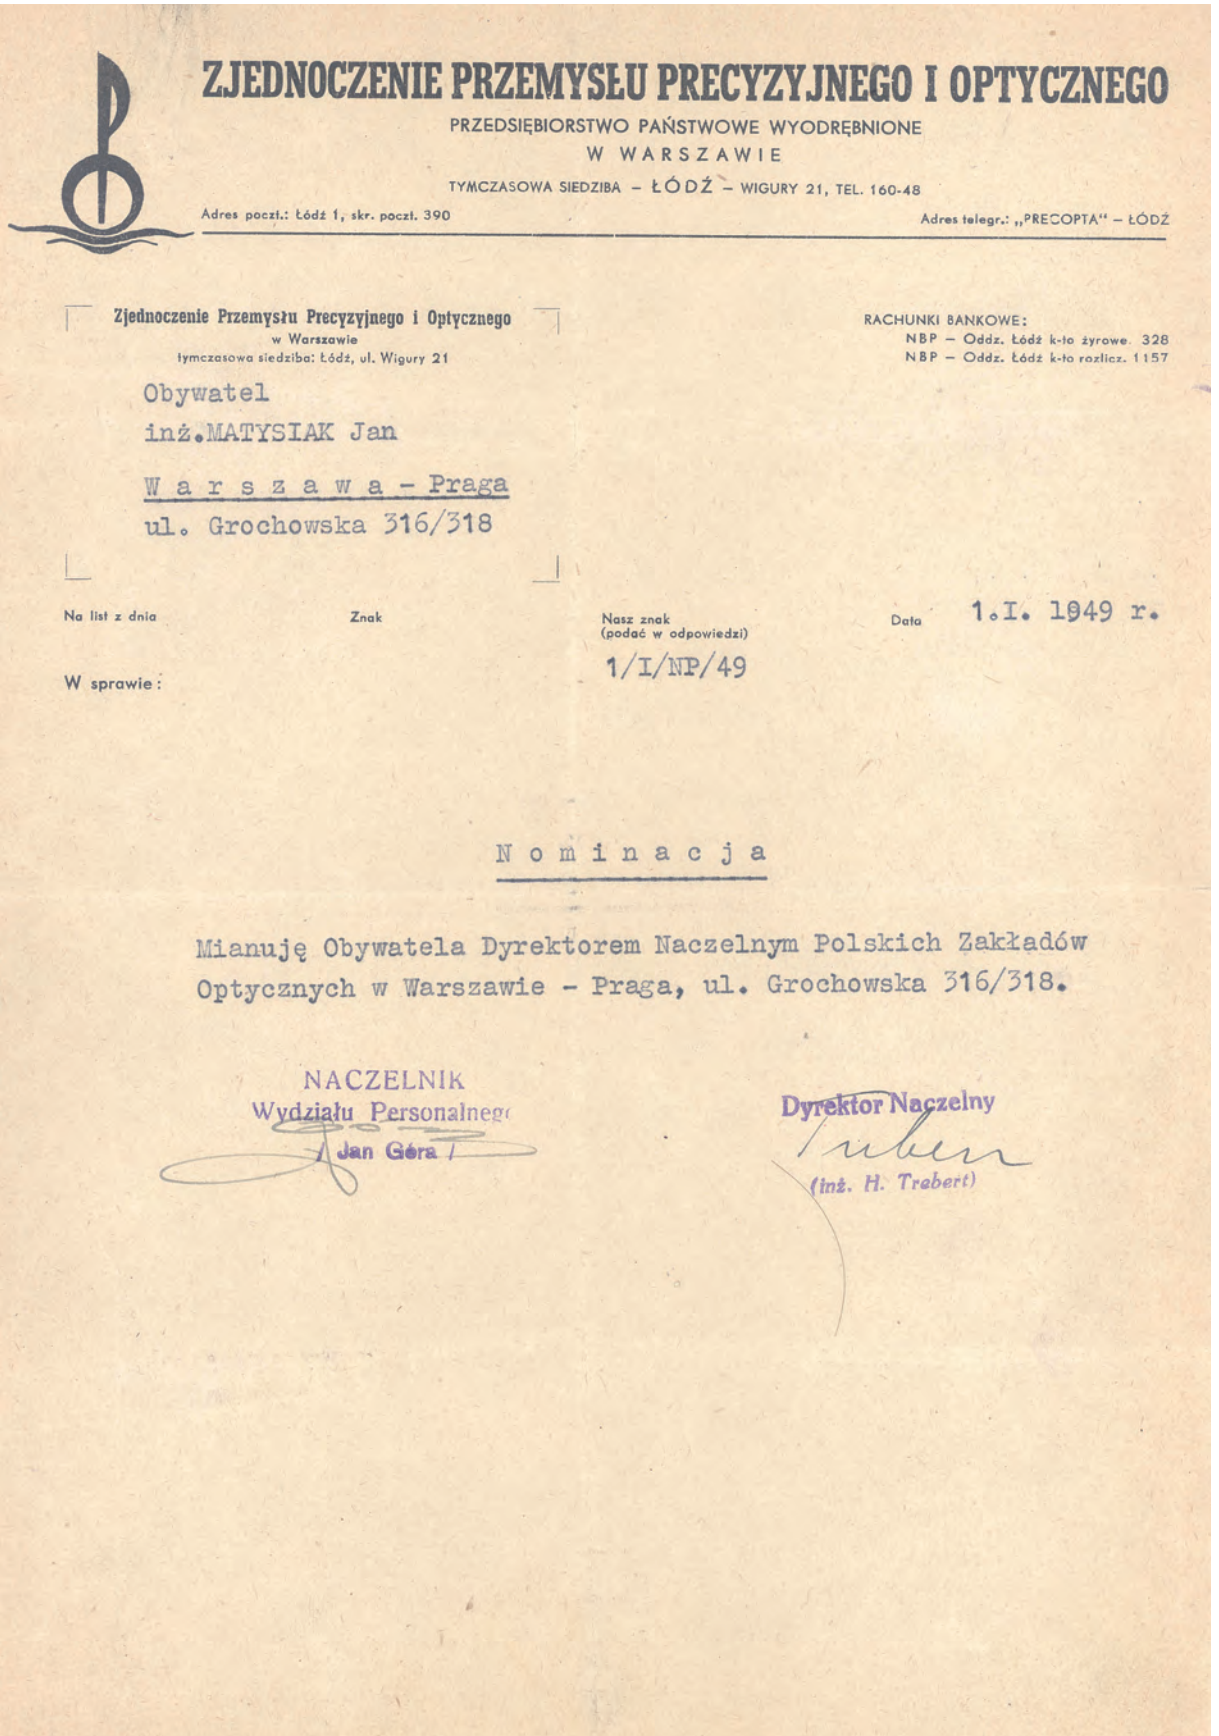 ZJEDNOCZENIE PRZEMYSŁU PRECYZYJNEGO I OPTYCZNEGO
PRZEDSIĘBIORSTWO PAŃSTWOWE WYODRĘBNIONE
W WARSZAWIE
TYMCZASOWA SIEDZIBA – ŁÓDŹ – WIGURY 21, TEL. 160-48
Adres poczt.: Łódź 1, skr. poczt. 390
Adres telegr.: „PRECOPTA" – ŁÓDŹ
Zjednoczenie Przemysłu Precyzyjnego i Optycznego
w Warszawie
tymczasowa siedziba: Łódź, ul. Wigury 21
RACHUNKI BANKOWE:
NBP – Oddz. Łódź k-to żyrowe 328
NBP – Oddz. Łódź k-to rozlicz. 1157
Obywatel
inż.MATYSIAK Jan
W a r s z a w a - Praga
ul. Grochowska 316/318
Na list z dnia
Znak
Nasz znak
(podać w odpowiedzi)
1/I/NP/49
Data 1.I. 1949 r.
W sprawie:
N o m i n a c j a
Mianuję Obywatela Dyrektorem Naczelnym Polskich Zakładów
Optycznych w Warszawie - Praga, ul. Grochowska 316/318.
NACZELNIK
Wydziału Personalnego
/ Jan Góra /
Dyrektor Naczelny
(inż. H. Trebert)